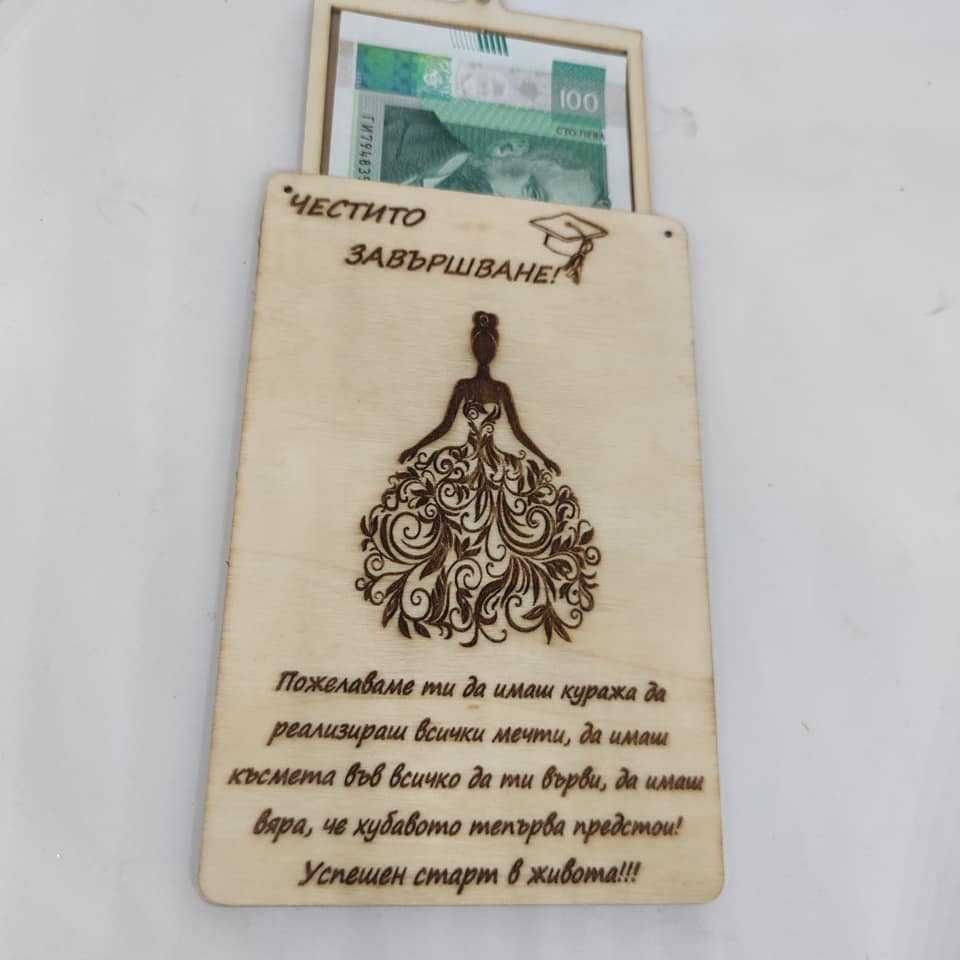 100
СТО ЛЕВА
ЧЕСТИТО
ЗАВЪРШВАНЕ!
Пожелаваме ти да имаш куража да
реализираш всички мечти, да имаш
късмета във всичко да ти върви, да имаш
вяра, че хубавото тепърва предстои!
Успешен старт в живота!!!